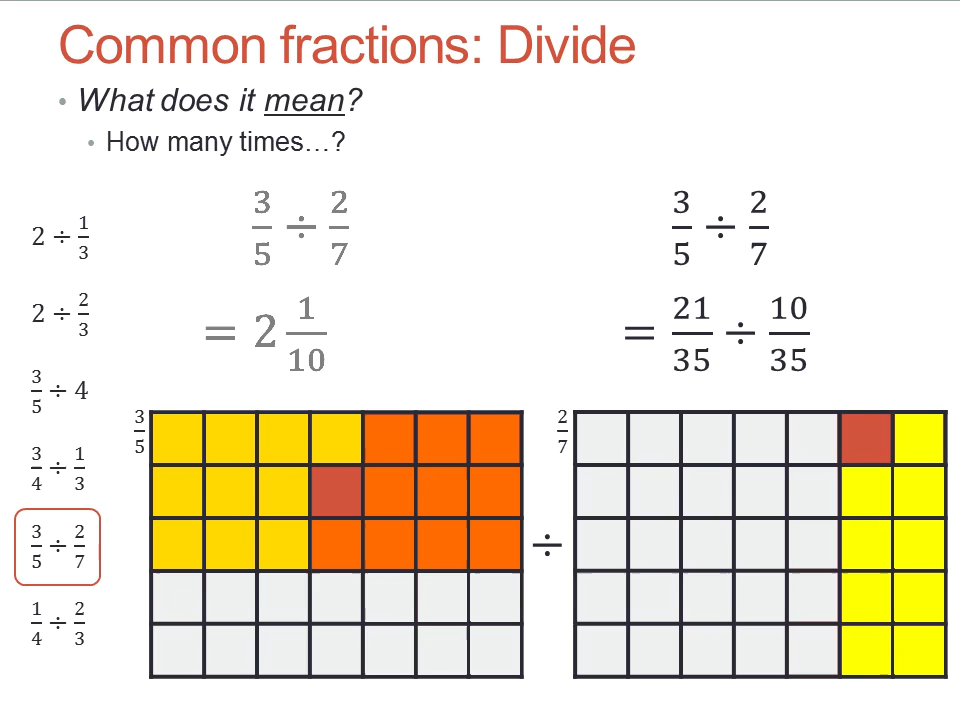 Common fractions: Divide
• What does it mean?
• How many times…?
2 ÷ 1/3
2 ÷ 2/3
3/5 ÷ 4
3/4 ÷ 1/3
3/5 ÷ 2/7
1/4 ÷ 2/3
3/5 ÷ 2/7
= 2 1/10
3/5 ÷ 2/7
= 21/35 ÷ 10/35
3/5
÷
2/7